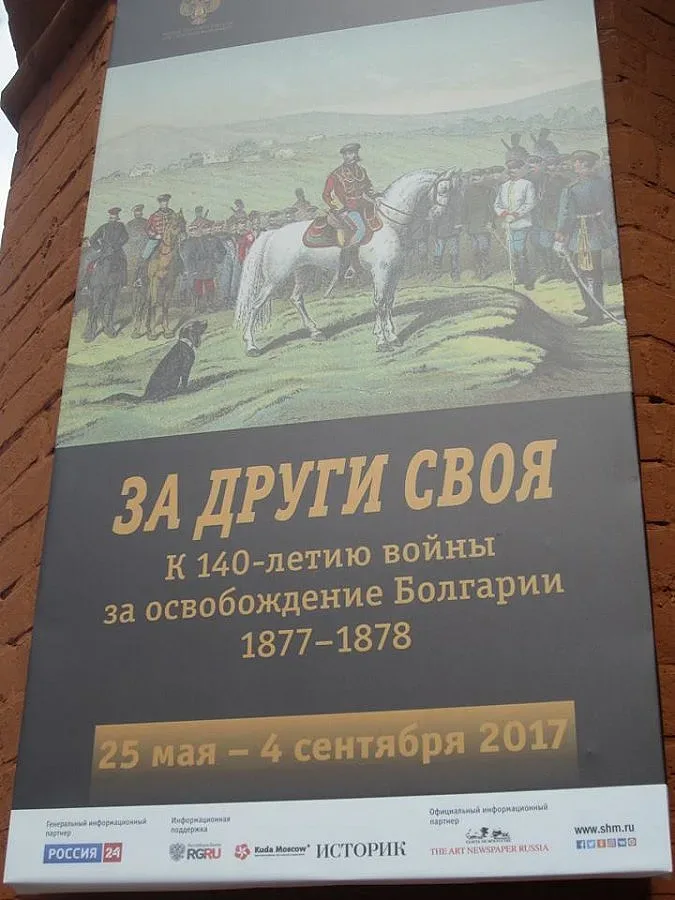 ЗА ДРУГИ СВОЯ
К 140-летию войны
за освобождение Болгарии
1877–1878
25 мая – 4 сентября 2017
Генеральный информационный
партнер
РОССИЯ 24
Информационная
поддержка
RGRU
Kuda Moscow
ИСТОРИК
Официальный информационный
партнер
THE ART NEWSPAPER RUSSIA
www.shm.ru